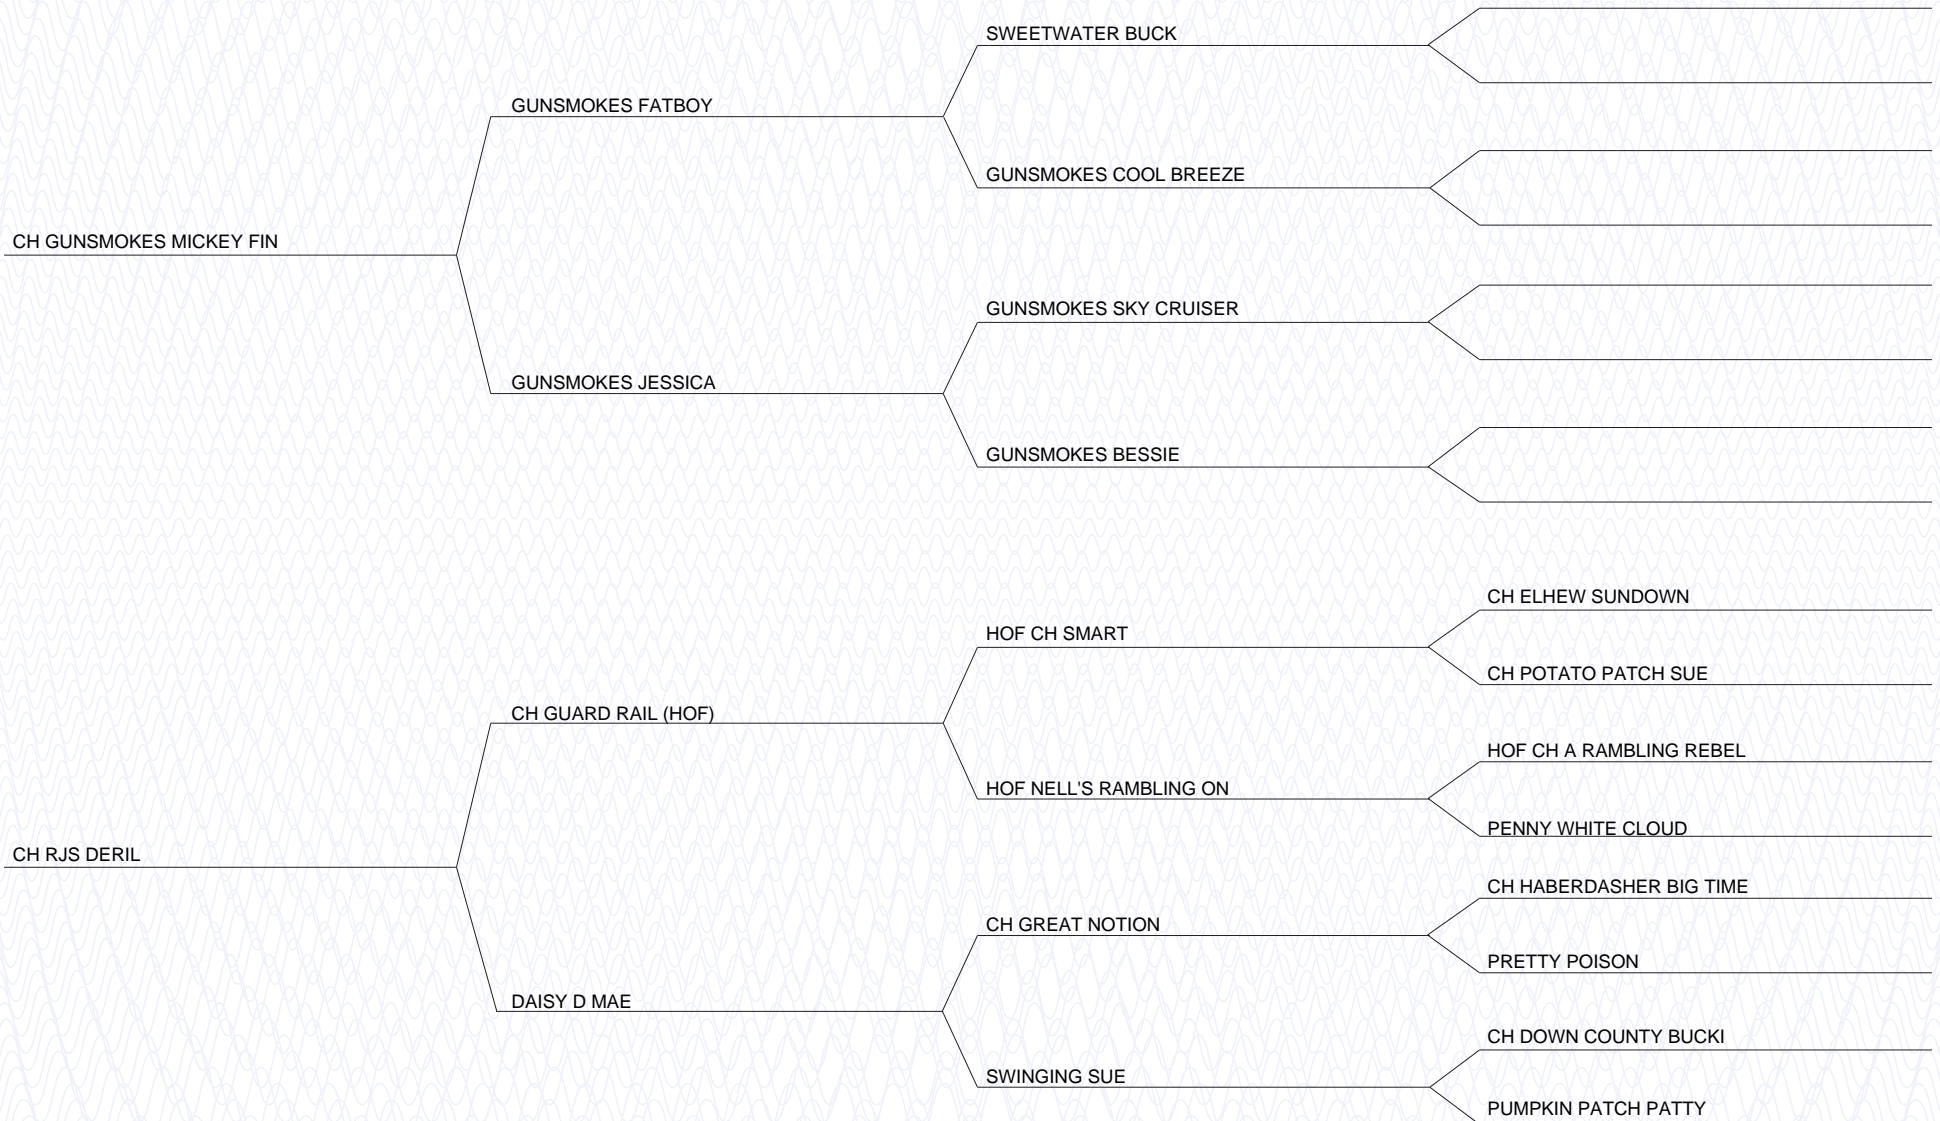 SWEETWATER BUCK
GUNSMOKES FATBOY
GUNSMOKES COOL BREEZE
CH GUNSMOKES MICKEY FIN
GUNSMOKES SKY CRUISER
GUNSMOKES JESSICA
GUNSMOKES BESSIE
CH ELHEW SUNDOWN
HOF CH SMART
CH POTATO PATCH SUE
CH GUARD RAIL (HOF)
HOF CH A RAMBLING REBEL
HOF NELL'S RAMBLING ON
PENNY WHITE CLOUD
CH RJS DERIL
CH HABERDASHER BIG TIME
CH GREAT NOTION
PRETTY POISON
DAISY D MAE
CH DOWN COUNTY BUCKI
SWINGING SUE
PUMPKIN PATCH PATTY